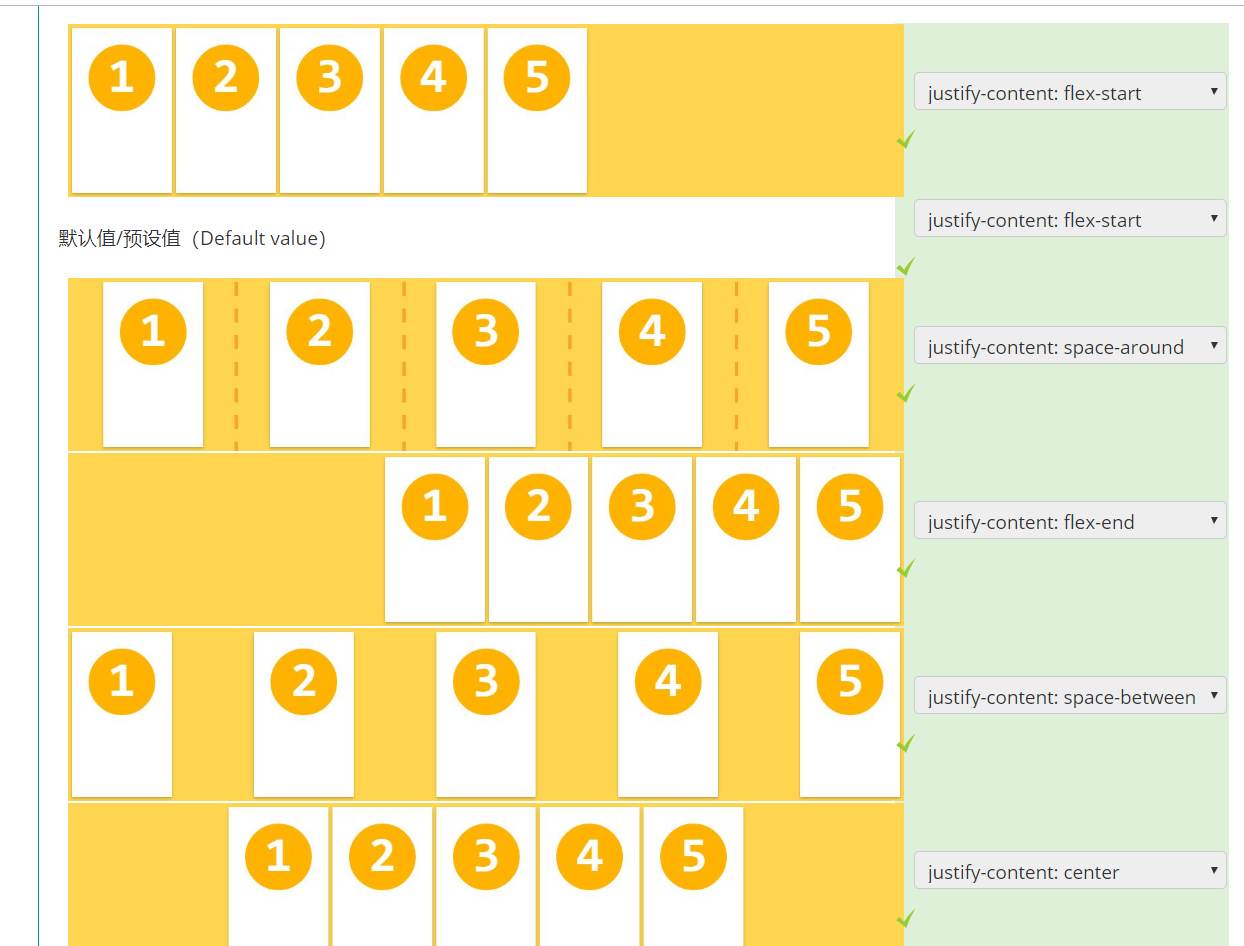 1 2 3 4 5
justify-content: flex-start
默认值/预设值（Default value）
justify-content: flex-start
1 2 3 4 5
justify-content: space-around
1 2 3 4 5
justify-content: flex-end
1 2 3 4 5
justify-content: space-between
1 2 3 4 5
justify-content: center